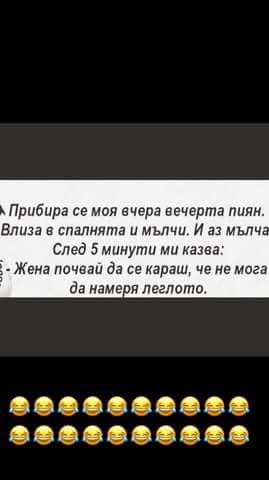 Прибира се моя вчера вечерта пиян.
Влиза в спалнята и мълчи. И аз мълча
След 5 минути ми казва:
- Жена почвай да се караш, че не мога
да намеря леглото.
😂😂😂😂😂😂😂😂😂😂
😂😂😂😂😂😂😂😂😂😂